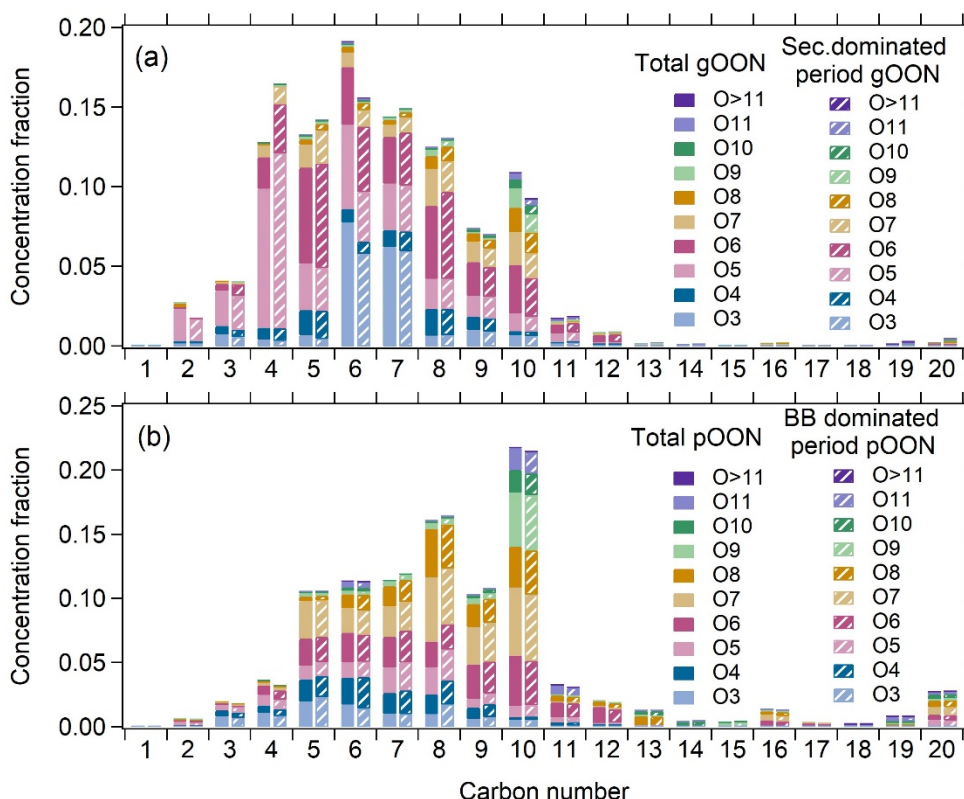 (a)
Total gOON
O>11
O11
O10
O9
O8
O7
O6
O5
O4
O3
Sec.dominated
period gOON
O>11
O11
O10
O9
O8
O7
O6
O5
O4
O3
Concentration fraction
0.20
0.15
0.10
0.05
0.00
1 2 3 4 5 6 7 8 9 10 11 12 13 14 15 16 17 18 19 20
(b)
Total pOON
O>11
O11
O10
O9
O8
O7
O6
O5
O4
O3
BB dominated
period pOON
O>11
O11
O10
O9
O8
O7
O6
O5
O4
O3
Concentration fraction
0.25
0.20
0.15
0.10
0.05
0.00
1 2 3 4 5 6 7 8 9 10 11 12 13 14 15 16 17 18 19 20
Carbon number